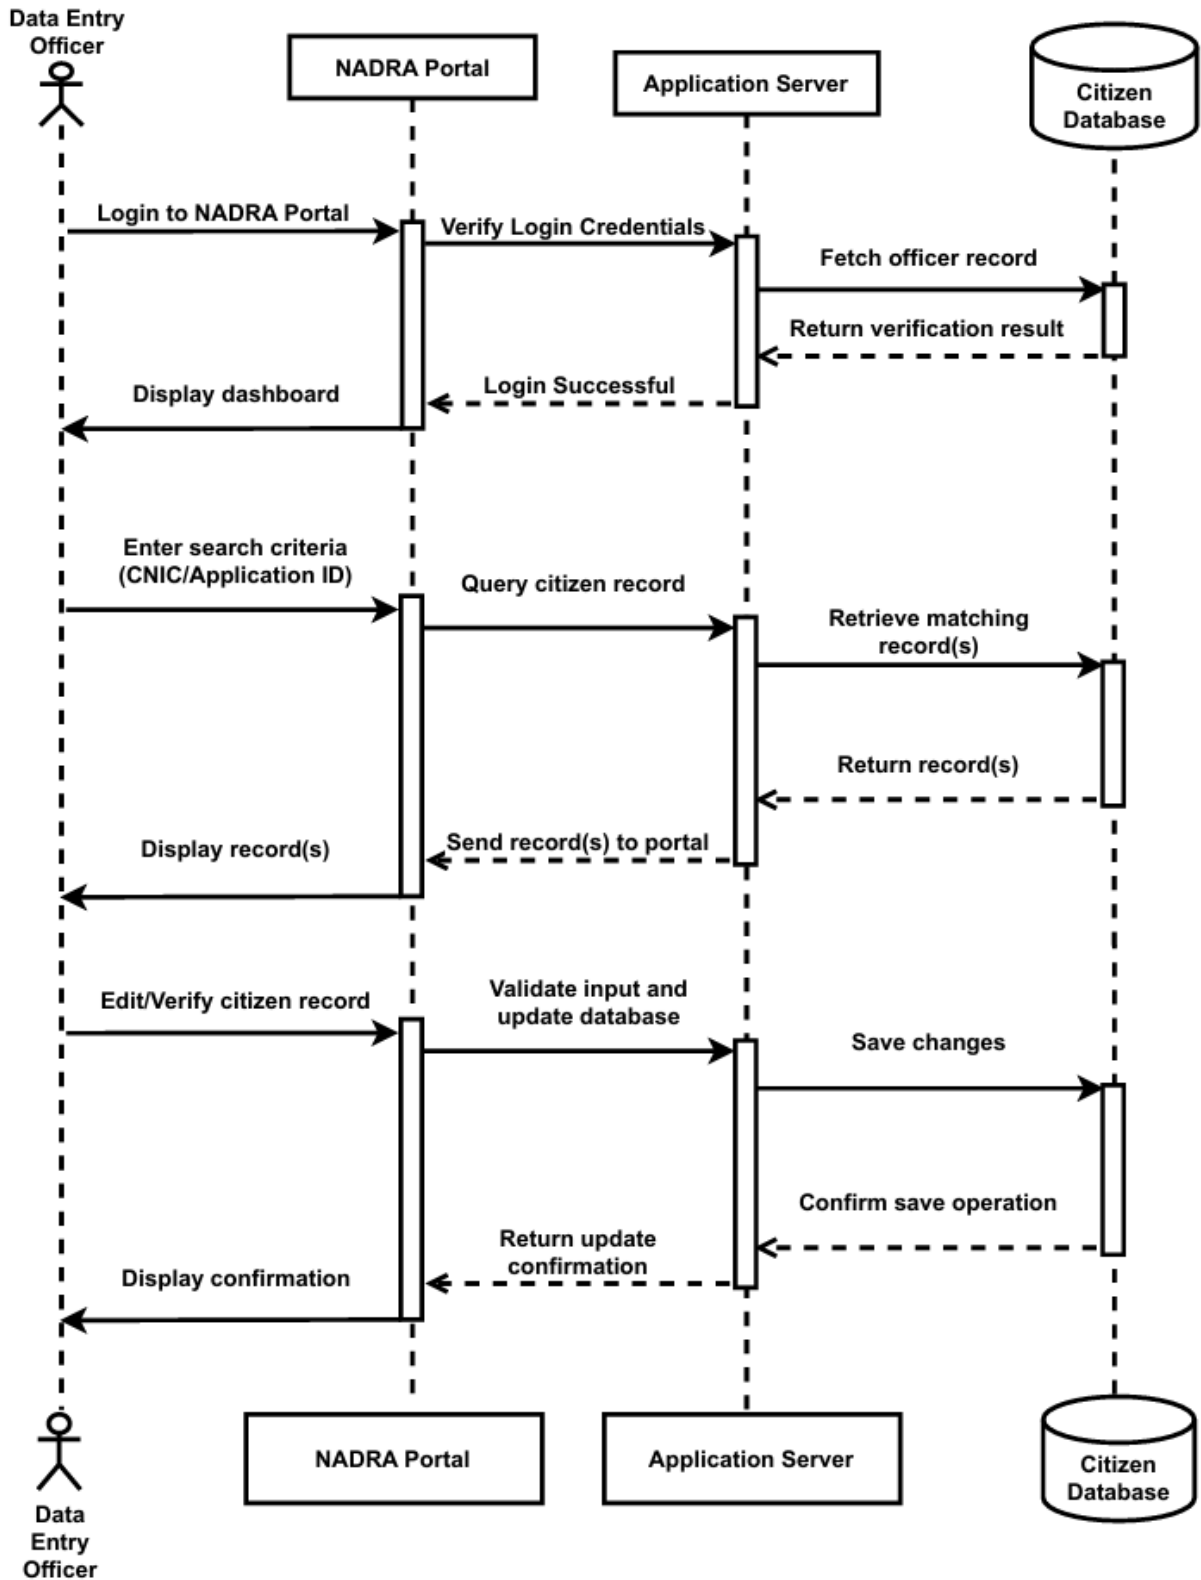 Data Entry
Officer
NADRA Portal
Application Server
Citizen
Database
Login to NADRA Portal
Verify Login Credentials
Fetch officer record
Return verification result
Login Successful
Display dashboard
Enter search criteria
(CNIC/Application ID)
Query citizen record
Retrieve matching
record(s)
Return record(s)
Send record(s) to portal
Display record(s)
Edit/Verify citizen record
Validate input and
update database
Save changes
Confirm save operation
Return update
confirmation
Display confirmation
NADRA Portal
Application Server
Citizen
Database
Data
Entry
Officer